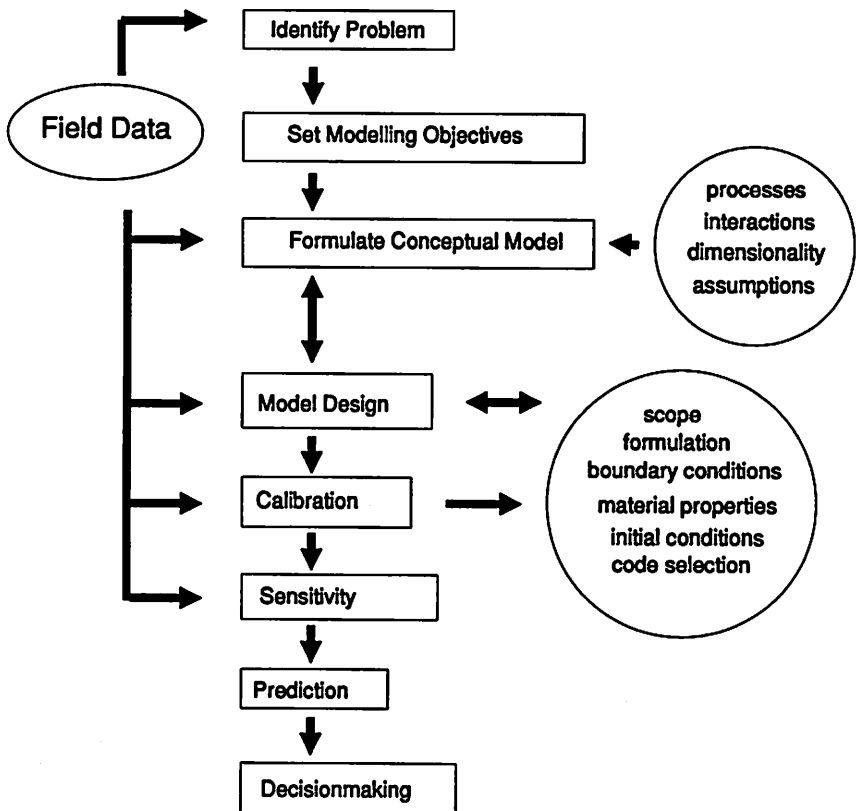 Identify Problem
Field Data
Set Modelling Objectives
Formulate Conceptual Model
processes
interactions
dimensionality
assumptions
Model Design
Calibration
Sensitivity
Prediction
Decisionmaking
scope
formulation
boundary conditions
material properties
initial conditions
code selection